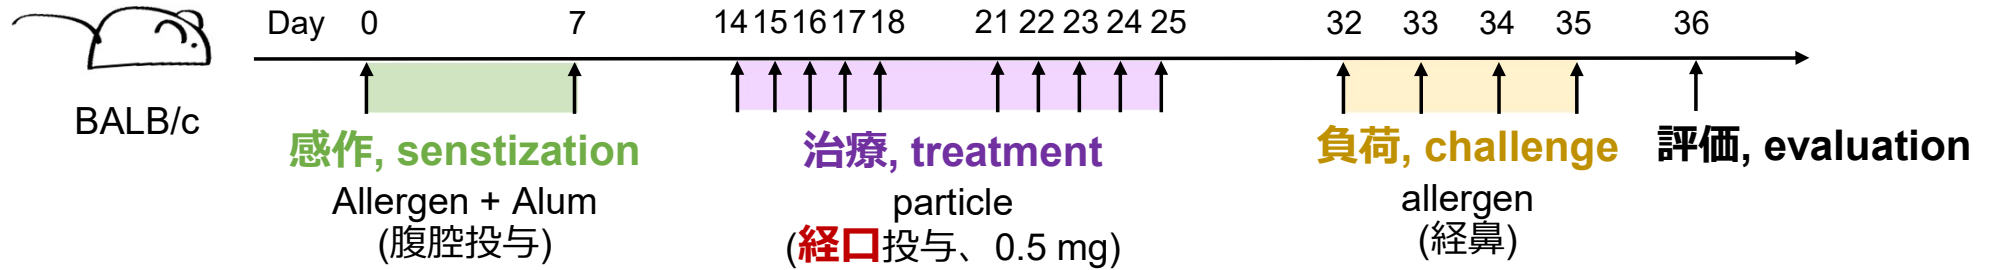 Day 0 7 14 15 16 17 18 21 22 23 24 25 32 33 34 35 36
BALB/c
感作, senstization
Allergen + Alum
(腹腔投与)
治療, treatment
particle
(経口投与、0.5 mg)
負荷, challenge
allergen
(経鼻)
評価, evaluation